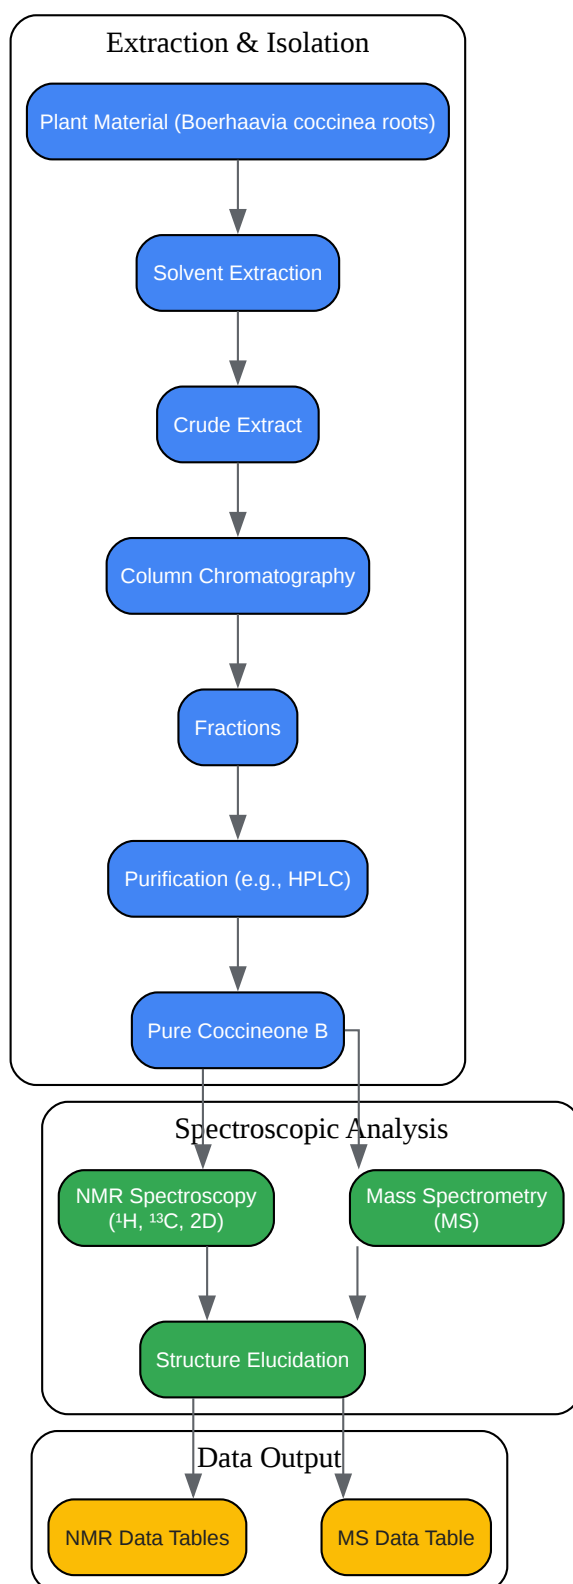 Extraction & Isolation
Plant Material (Boerhaavia coccinea roots)
Solvent Extraction
Crude Extract
Column Chromatography
Fractions
Purification (e.g., HPLC)
Pure Coccineone B
Spectroscopic Analysis
NMR Spectroscopy
(¹H, ¹³C, 2D)
Mass Spectrometry
(MS)
Structure Elucidation
Data Output
NMR Data Tables
MS Data Table